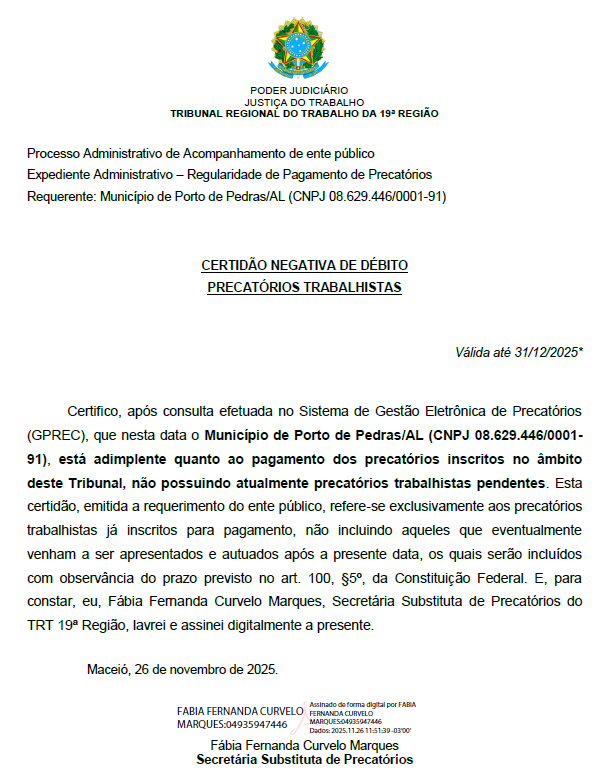 PODER JUDICIÁRIO
JUSTIÇA DO TRABALHO
TRIBUNAL REGIONAL DO TRABALHO DA 19ª REGIÃO
Processo Administrativo de Acompanhamento de ente público
Expediente Administrativo – Regularidade de Pagamento de Precatórios
Requerente: Município de Porto de Pedras/AL (CNPJ 08.629.446/0001-91)
CERTIDÃO NEGATIVA DE DÉBITO
PRECATÓRIOS TRABALHISTAS
Válida até 31/12/2025*
Certifico, após consulta efetuada no Sistema de Gestão Eletrônica de Precatórios
(GPREC), que nesta data o Município de Porto de Pedras/AL (CNPJ 08.629.446/0001-
91), está adimplente quanto ao pagamento dos precatórios inscritos no âmbito
deste Tribunal, não possuindo atualmente precatórios trabalhistas pendentes. Esta
certidão, emitida a requerimento do ente público, refere-se exclusivamente aos precatórios
trabalhistas já inscritos para pagamento, não incluindo aqueles que eventualmente
venham a ser apresentados e autuados após a presente data, os quais serão incluídos
com observância do prazo previsto no art. 100, §5º, da Constituição Federal. E, para
constar, eu, Fábia Fernanda Curvelo Marques, Secretária Substituta de Precatórios do
TRT 19ª Região, lavrei e assinei digitalmente a presente.
Maceió, 26 de novembro de 2025.
FABIA FERNANDA CURVELO
MARQUES:04935947446
Assinado de forma digital por FABIA
FERNANDA CURVELO
MARQUES:04935947446
Dados: 2025.11.26 11:51:39 -03'00'
Fábia Fernanda Curvelo Marques
Secretária Substituta de Precatórios